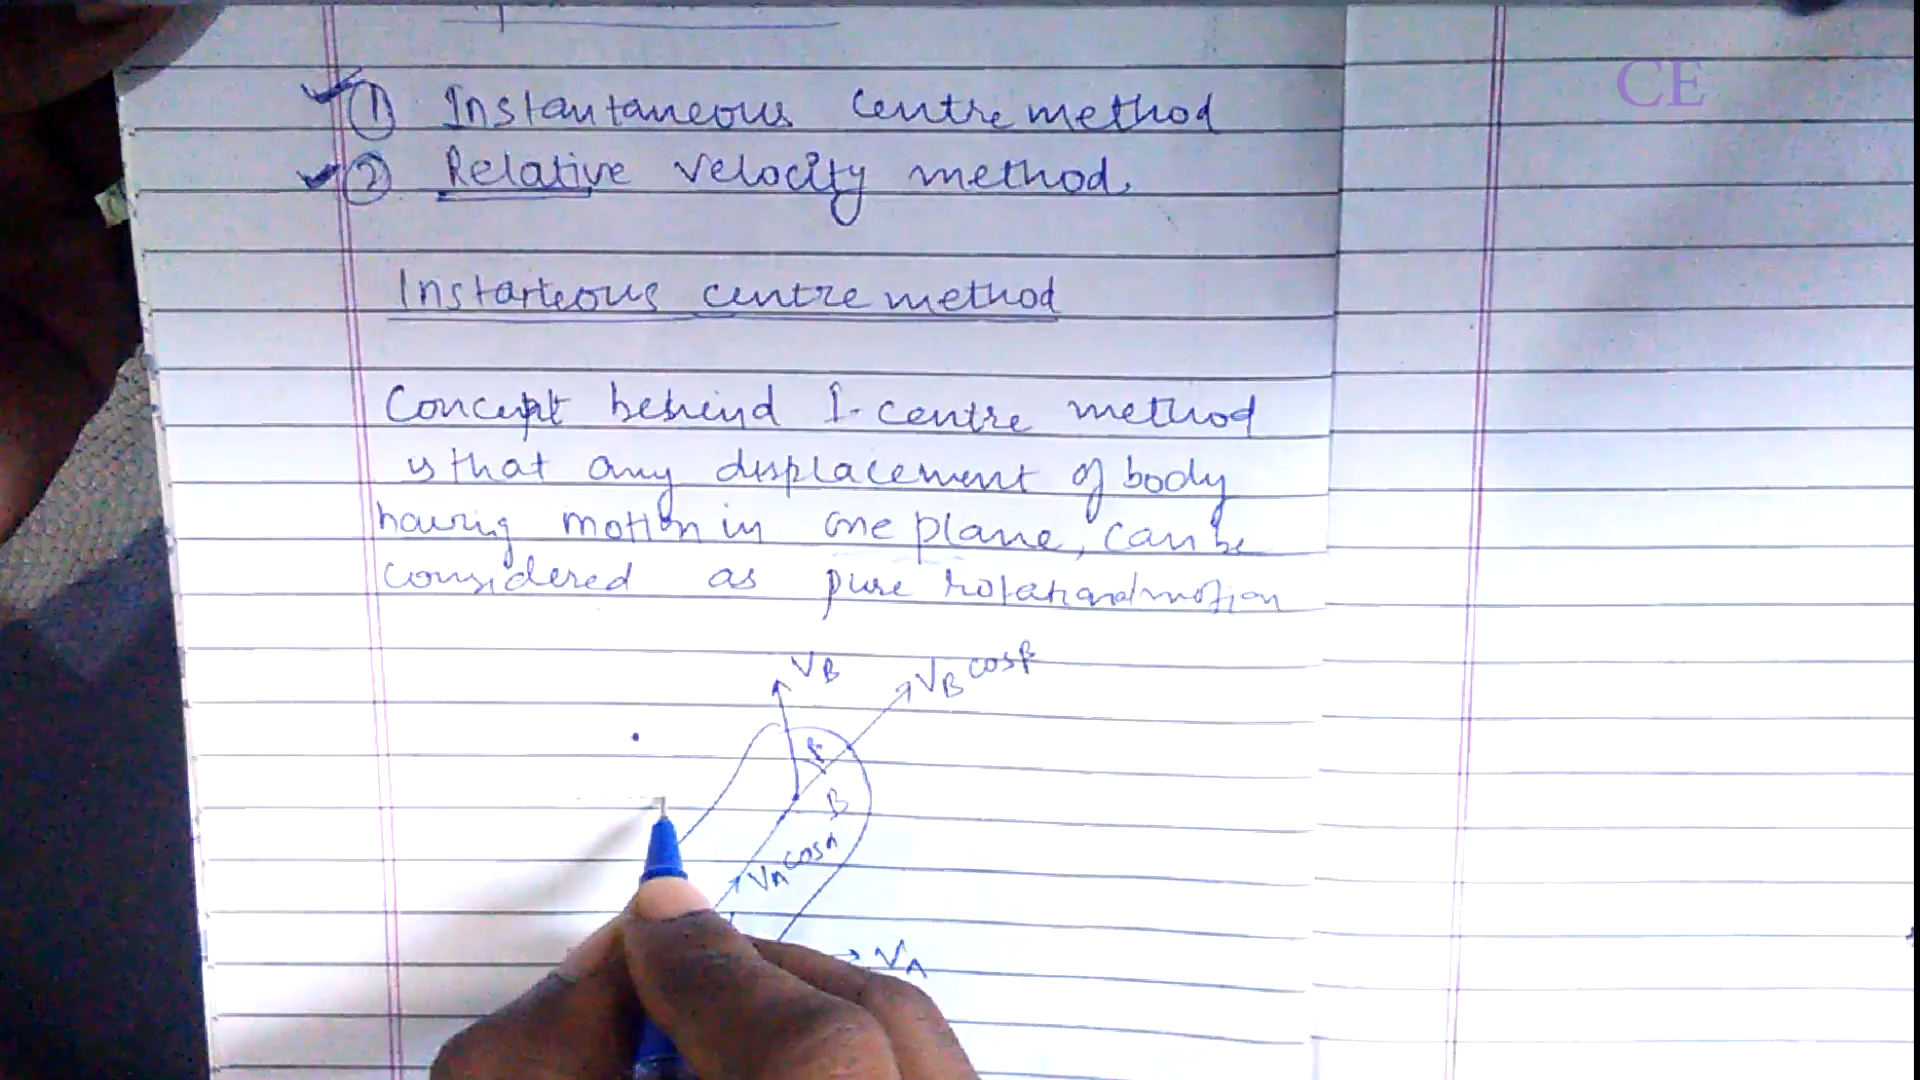 CE
① Instantaneous centre method
② Relative velocity method.
Instarteous centre method
Concept behind I-centre method
is that any displacement of body
having motion in one plane, can be
considered as pure rotational motion
VB
VB cosβ
β
B
VA cosα
VA